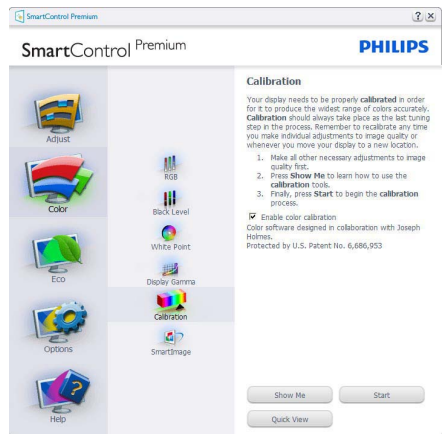 SmartControl Premium
SmartControl Premium
PHILIPS
Adjust
Color
Eco
Options
Help
RGB
Black Level
White Point
Display Gamma
Calibration
SmartImage
Calibration
Your display needs to be properly calibrated in order
for it to produce the widest range of colors accurately.
Calibration should always take place as the last tuning
step in the process. Remember to recalibrate any time
you make individual adjustments to image quality or
whenever you move your display to a new location.
1. Make all other necessary adjustments to image
quality first.
2. Press Show Me to learn how to use the
calibration tools.
3. Finally, press Start to begin the calibration
process.
Enable color calibration
Color software designed in collaboration with Joseph
Holmes.
Protected by U.S. Patent No. 6,686,953
Show Me
Start
Quick View